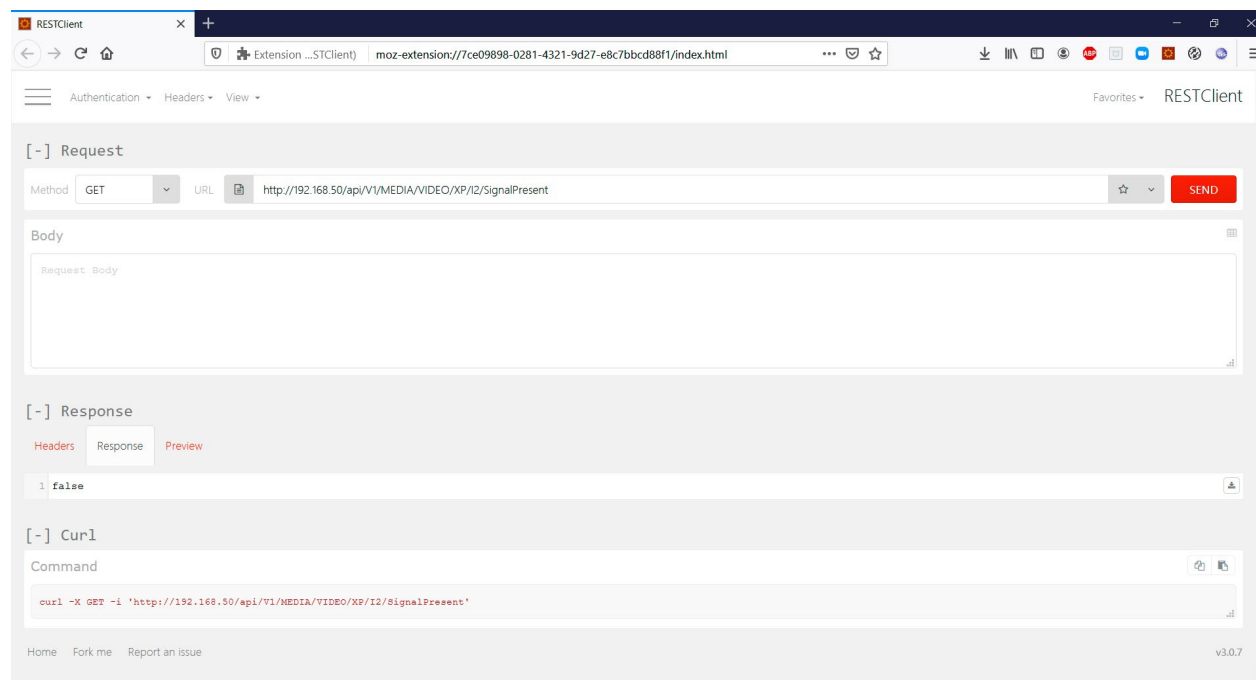 RESTClient
Extension ...STClient) moz-extension://7ce09898-0281-4321-9d27-e8c7bbcd88f1/index.html
ABP
Authentication Headers View Favorites RESTClient
[-] Request
Method GET URL http://192.168.50/api/V1/MEDIA/VIDEO/XP/I2/SignalPresent SEND
Body
Request Body
[-] Response
Headers Response Preview
1 false
[-] Curl
Command
curl -X GET -i 'http://192.168.50/api/V1/MEDIA/VIDEO/XP/I2/SignalPresent'
Home Fork me Report an issue v3.0.7